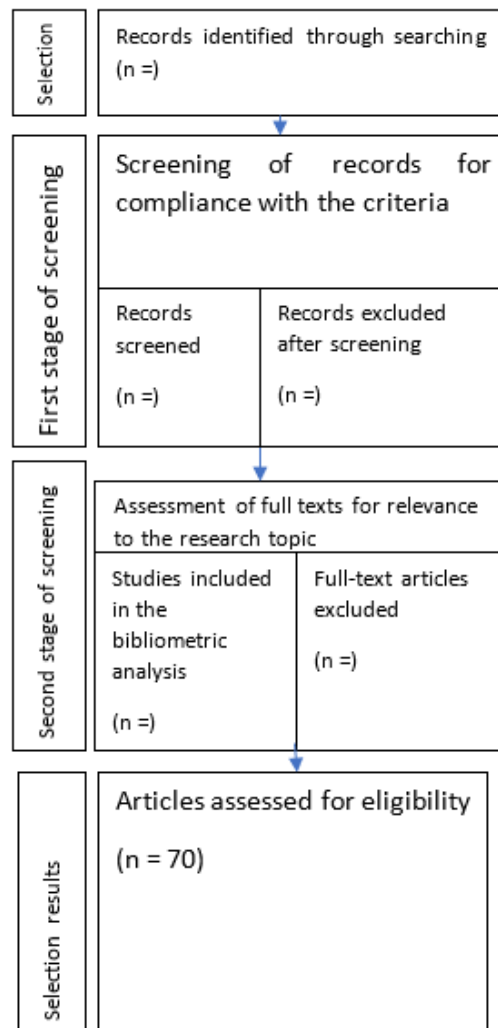 Selection
Records identified through searching
(n =)
First stage of screening
Screening of records for
compliance with the criteria
Records
screened
(n =)
Records excluded
after screening
(n =)
Second stage of screening
Assessment of full texts for relevance
to the research topic
Studies included
in the
bibliometric
analysis
(n =)
Full-text articles
excluded
(n =)
Selection results
Articles assessed for eligibility
(n = 70)